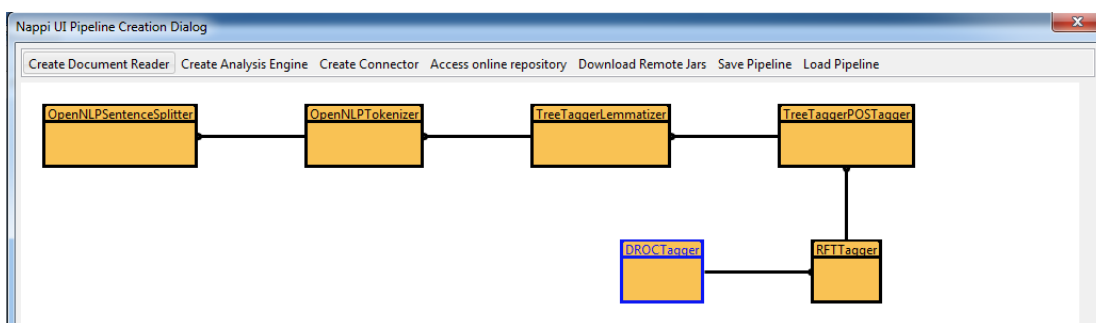 Nappi UI Pipeline Creation Dialog
x
Create Document Reader Create Analysis Engine Create Connector Access online repository Download Remote Jars Save Pipeline Load Pipeline
OpenNLPSentenceSplitter OpenNLPTokenizer TreeTaggerLemmatizer TreeTaggerPOSTagger
DROCTagger RFTTagger